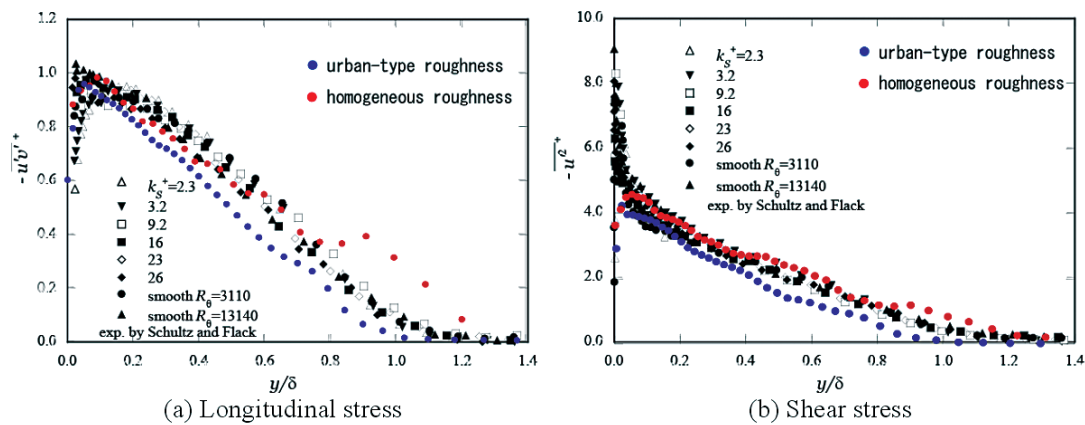 1.2
1.0
0.8
0.6
0.4
0.2
0.0
-u'v'+
kS+=2.3
3.2
9.2
16
23
26
smooth Rθ=3110
smooth Rθ=13140
exp. by Schultz and Flack
urban-type roughness
homogeneous roughness
0.0 0.2 0.4 0.6 0.8 1.0 1.2 1.4
y/δ
(a) Longitudinal stress
10.0
8.0
6.0
4.0
2.0
0.0
-u'2+
kS+=2.3
3.2
9.2
16
23
26
smooth Rθ=3110
smooth Rθ=13140
exp. by Schultz and Flack
urban-type roughness
homogeneous roughness
0.0 0.2 0.4 0.6 0.8 1.0 1.2 1.4
y/δ
(b) Shear stress